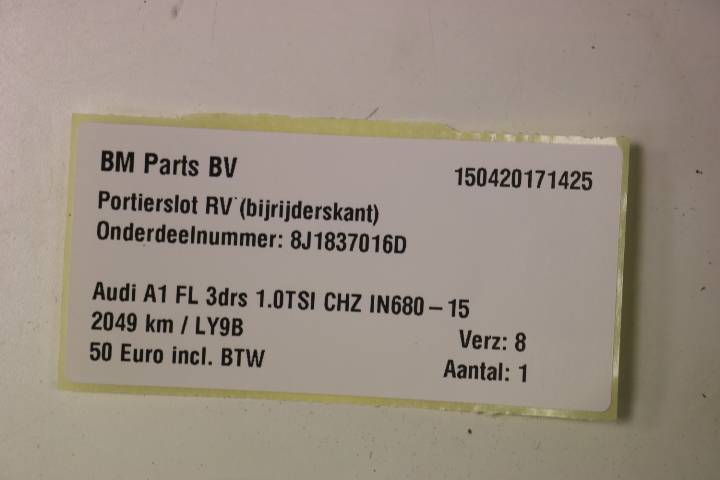 BM Parts BV
150420171425
Portierslot RV (bijrijderskant)
Onderdeelnummer: 8J1837016D
Audi A1 FL 3drs 1.0TSI CHZ IN680-15
2049 km / LY9B
Verz: 8
50 Euro incl. BTW
Aantal: 1